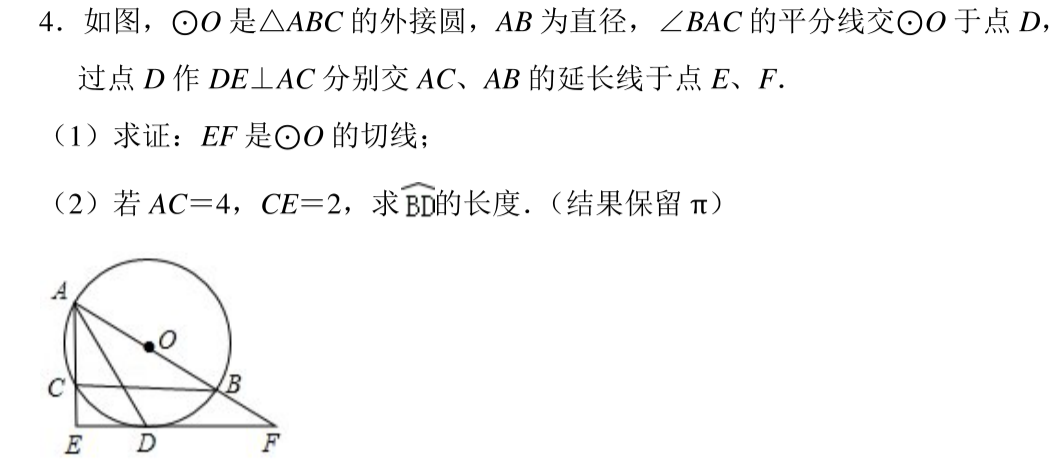 4．如图，⊙O 是△ABC 的外接圆，AB 为直径，∠BAC 的平分线交⊙O 于点 D，
过点 D 作 DE⊥AC 分别交 AC、AB 的延长线于点 E、F．
（1）求证：EF 是⊙O 的切线；
（2）若 AC＝4，CE＝2，求B͡D的长度．（结果保留 π）
A
O
C
B
E
D
F